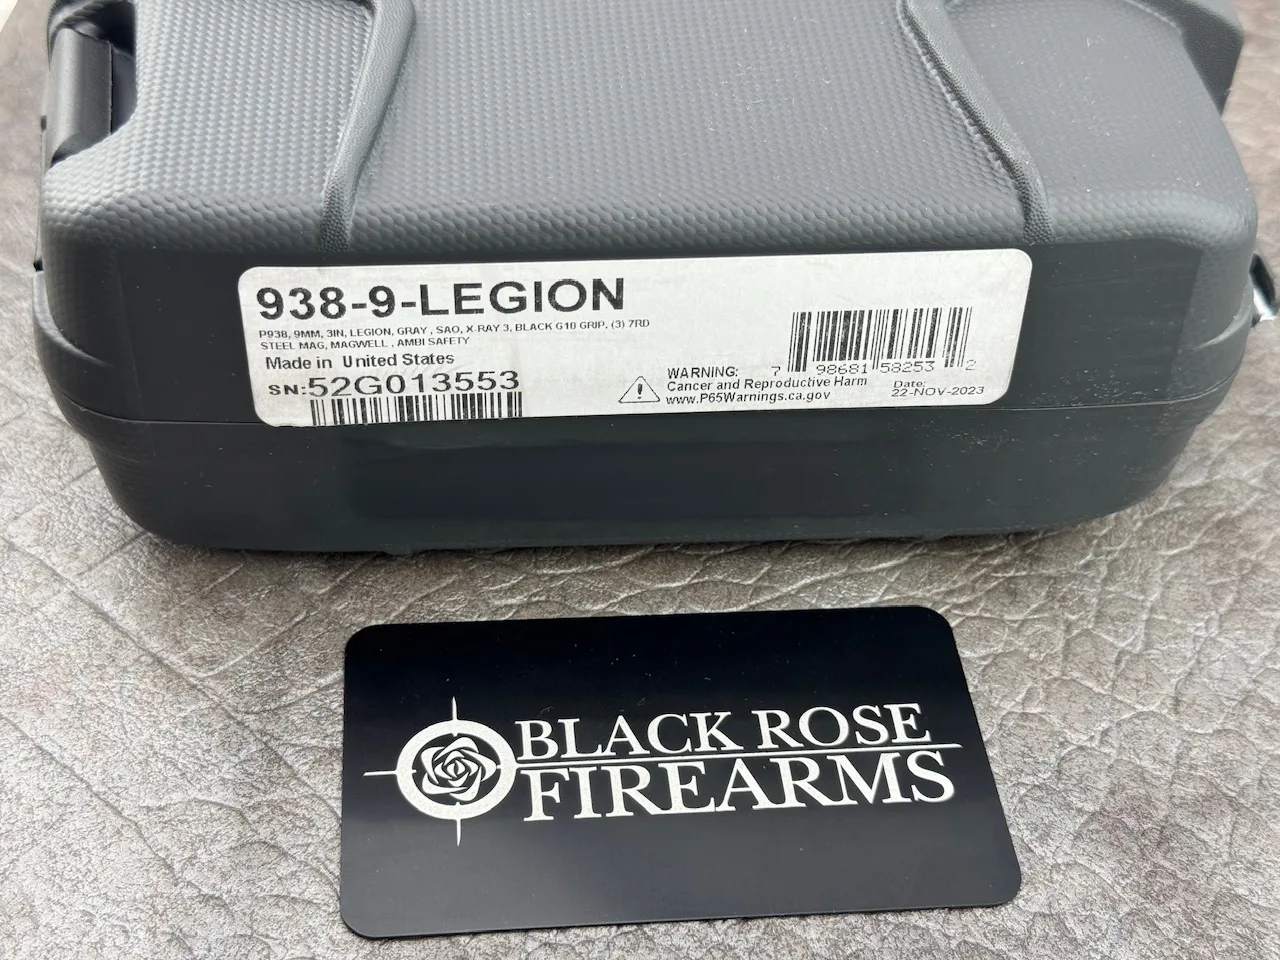 938-9-LEGION
P938, 9MM, 3IN, LEGION, GRAY , SAO, X-RAY 3, BLACK G10 GRIP, (3) 7RD
STEEL MAG, MAGWELL , AMBI SAFETY
Made in United States
SN:52G013553
WARNING:
Cancer and Reproductive Harm
www.P65Warnings.ca.gov
7 98681 58253 2
Date:
22-NOV-2023
BLACK ROSE
FIREARMS